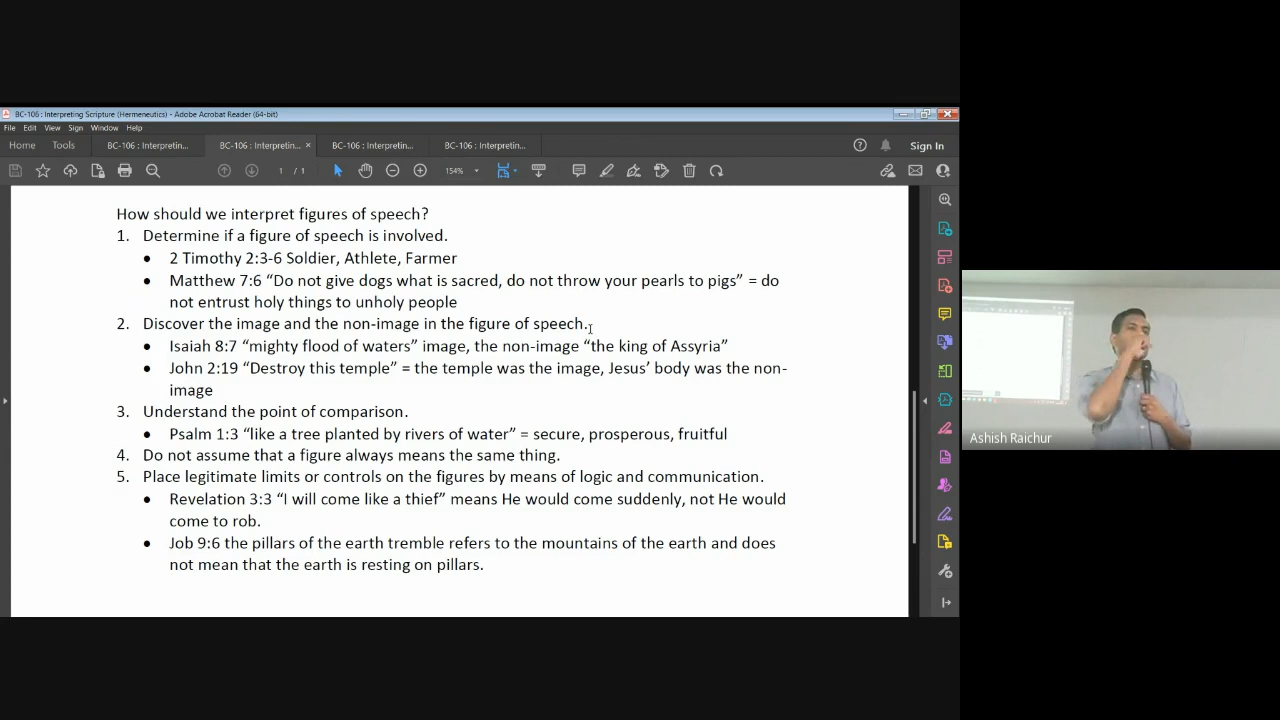 BC-106 : Interpreting Scripture (Hermeneutics) - Adobe Acrobat Reader (64-bit)
File Edit View Sign Window Help
Home Tools BC-106 : Interpretin... BC-106 : Interpretin... × BC-106 : Interpretin... BC-106 : Interpretin... Sign In
1 / 1 154%
How should we interpret figures of speech?
1. Determine if a figure of speech is involved.
• 2 Timothy 2:3-6 Soldier, Athlete, Farmer
• Matthew 7:6 “Do not give dogs what is sacred, do not throw your pearls to pigs” = do
not entrust holy things to unholy people
2. Discover the image and the non-image in the figure of speech.
• Isaiah 8:7 “mighty flood of waters” image, the non-image “the king of Assyria”
• John 2:19 “Destroy this temple” = the temple was the image, Jesus’ body was the non-
image
3. Understand the point of comparison.
• Psalm 1:3 “like a tree planted by rivers of water” = secure, prosperous, fruitful
4. Do not assume that a figure always means the same thing.
5. Place legitimate limits or controls on the figures by means of logic and communication.
• Revelation 3:3 “I will come like a thief” means He would come suddenly, not He would
come to rob.
• Job 9:6 the pillars of the earth tremble refers to the mountains of the earth and does
not mean that the earth is resting on pillars.
Ashish Raichur